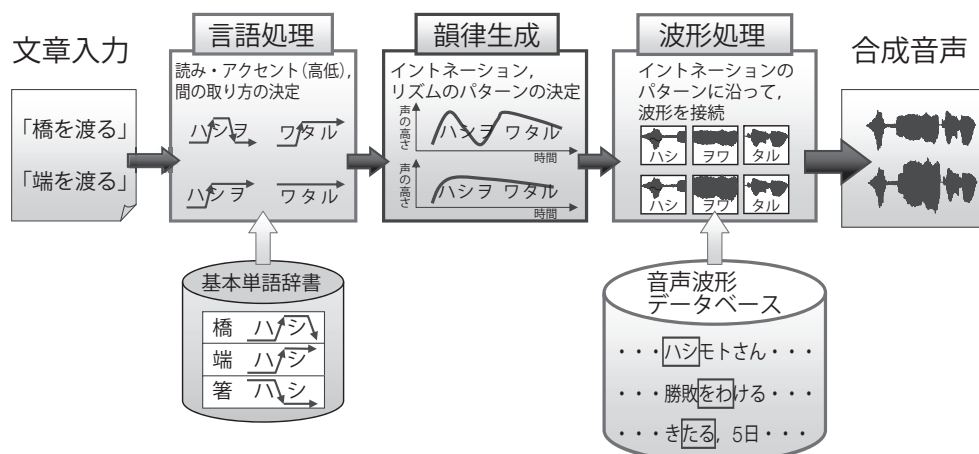 文章入力
「橋を渡る」
「端を渡る」
言語処理
読み・アクセント(高低),
間の取り方の決定
ハシヲ ワタル
ハシヲ ワタル
基本単語辞書
橋 ハシ
端 ハシ
箸 ハシ
韻律生成
イントネーション,
リズムのパターンの決定
声の高さ
ハシヲ ワタル
時間
声の高さ
ハシヲ ワタル
時間
波形処理
イントネーションの
パターンに沿って,
波形を接続
ハシ ヲワ タル
ハシ ヲワ タル
音声波形
データベース
・・・ハシモトさん・・・
・・・勝敗をわける・・・
・・・きたる,5日・・・
合成音声